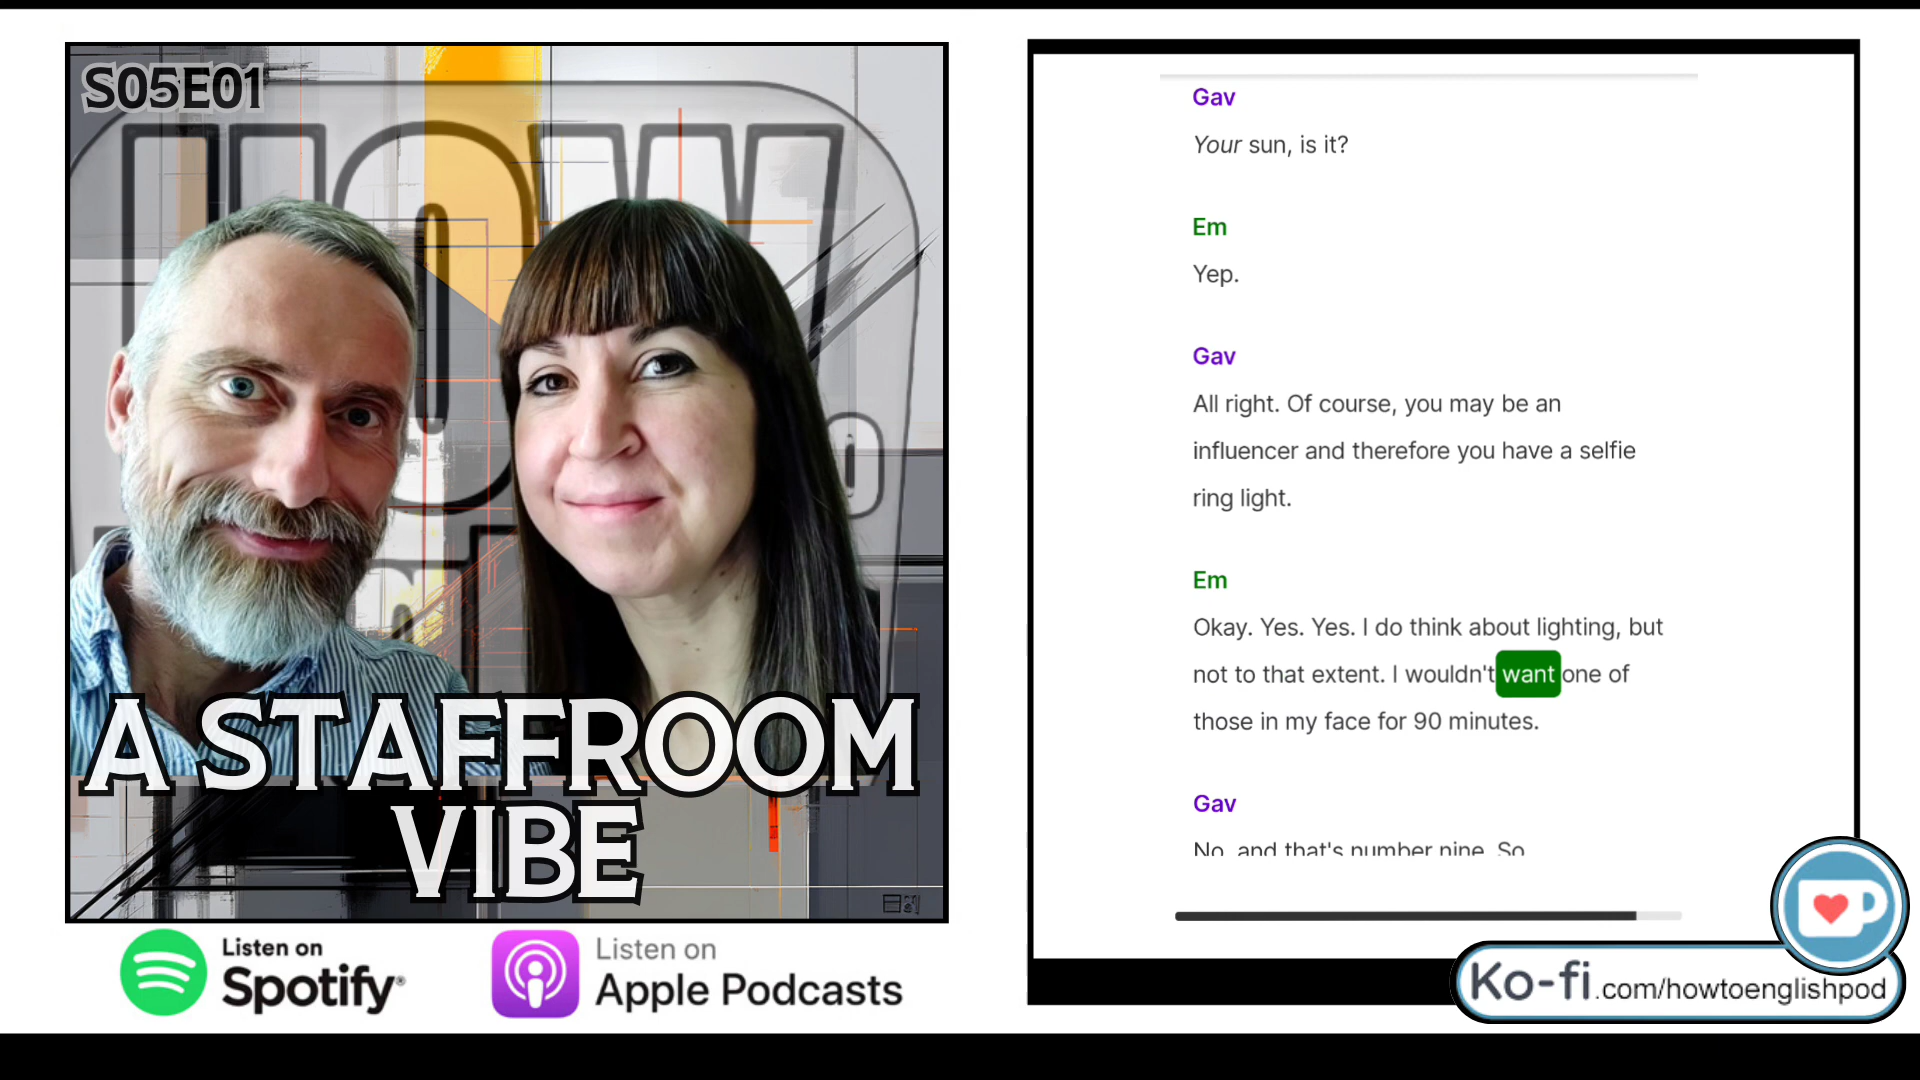 S05E01
HOW
TO
A STAFFROOM
VIBE
Listen on
Spotify®
Listen on
Apple Podcasts
Gav
Your sun, is it?
Em
Yep.
Gav
All right. Of course, you may be an
influencer and therefore you have a selfie
ring light.
Em
Okay. Yes. Yes. I do think about lighting, but
not to that extent. I wouldn't want one of
those in my face for 90 minutes.
Gav
No, and that's number nine. So
Ko-fi.com/howtoenglishpod